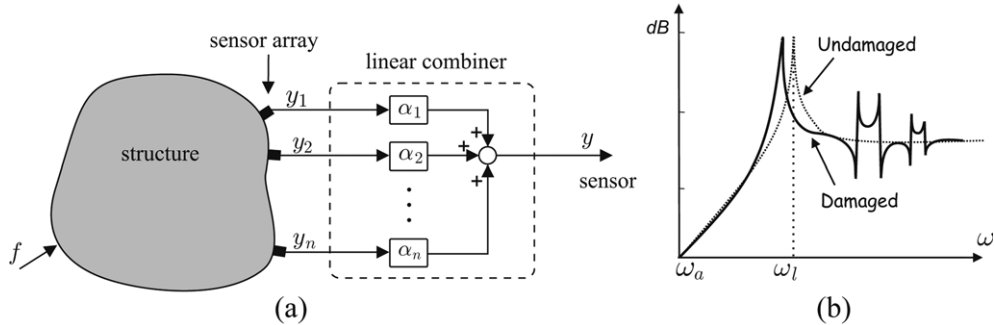 sensor array
linear combiner
y₁
α₁
structure
y₂
α₂
y
sensor
yₙ
αₙ
f
+
+
+
(a)
dB
Undamaged
Damaged
ωₐ
ωₗ
ω
(b)